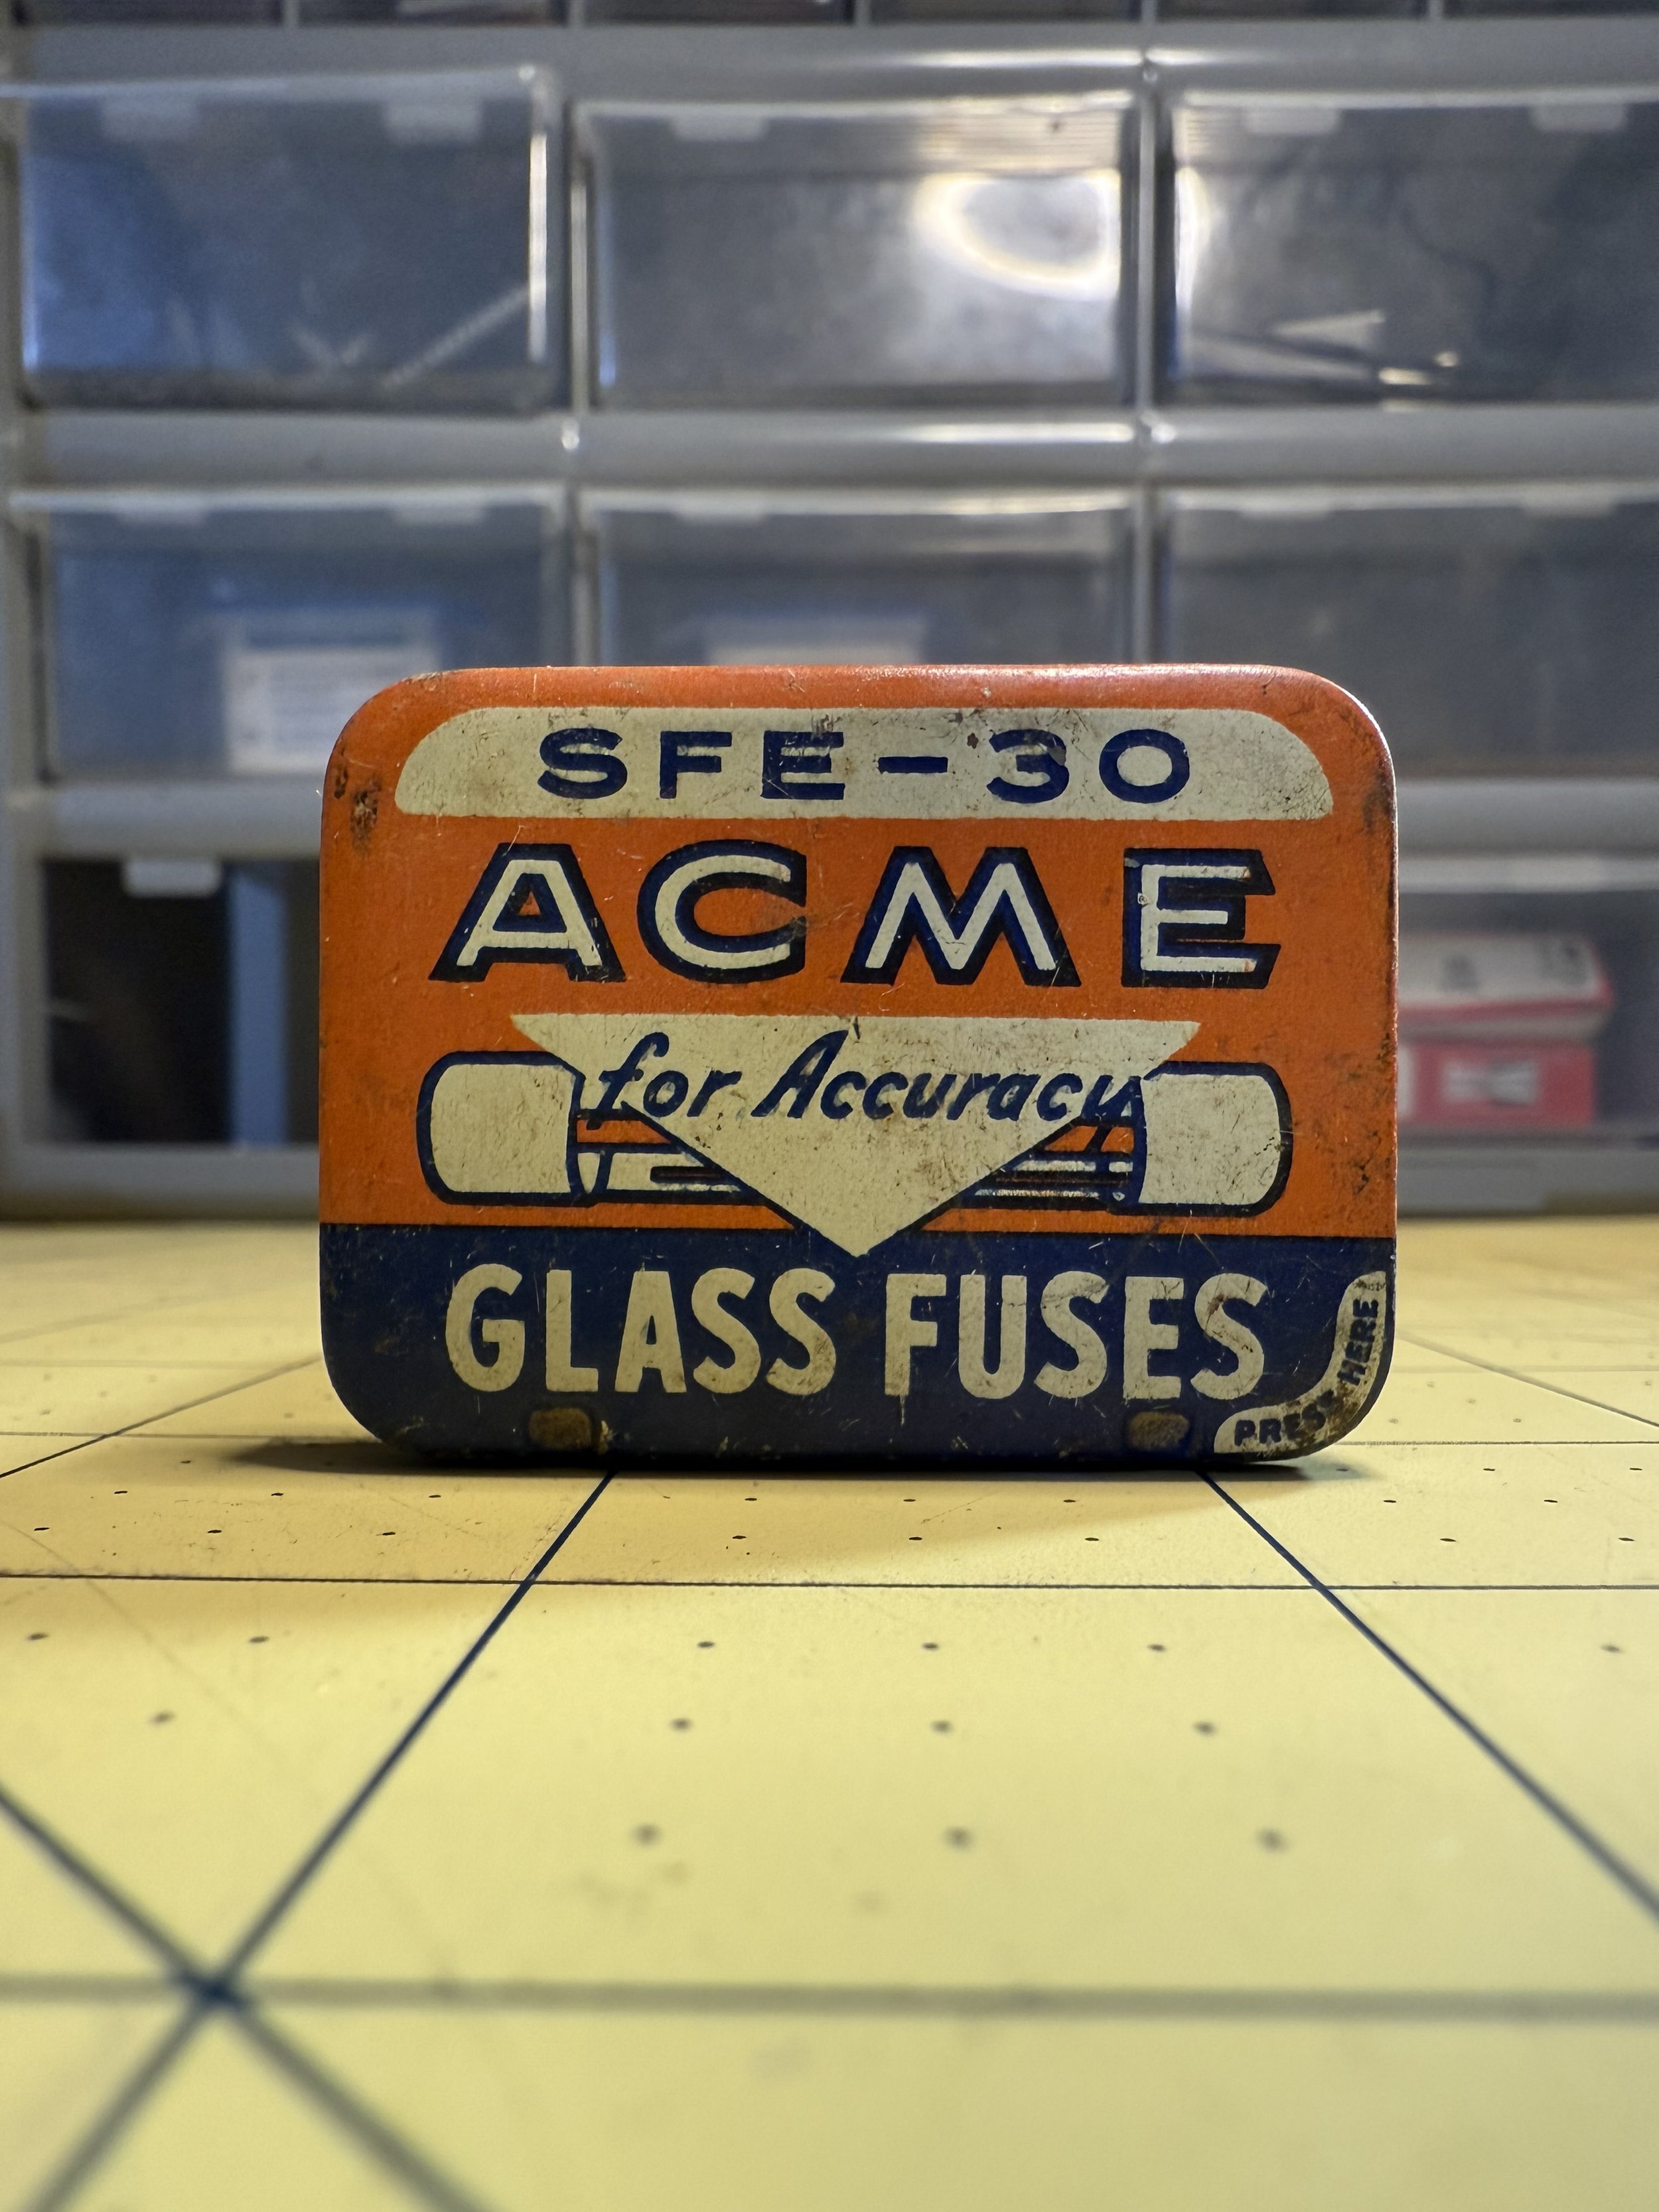 SFE-30
ACME
for Accuracy
GLASS FUSES
PRESS HERE